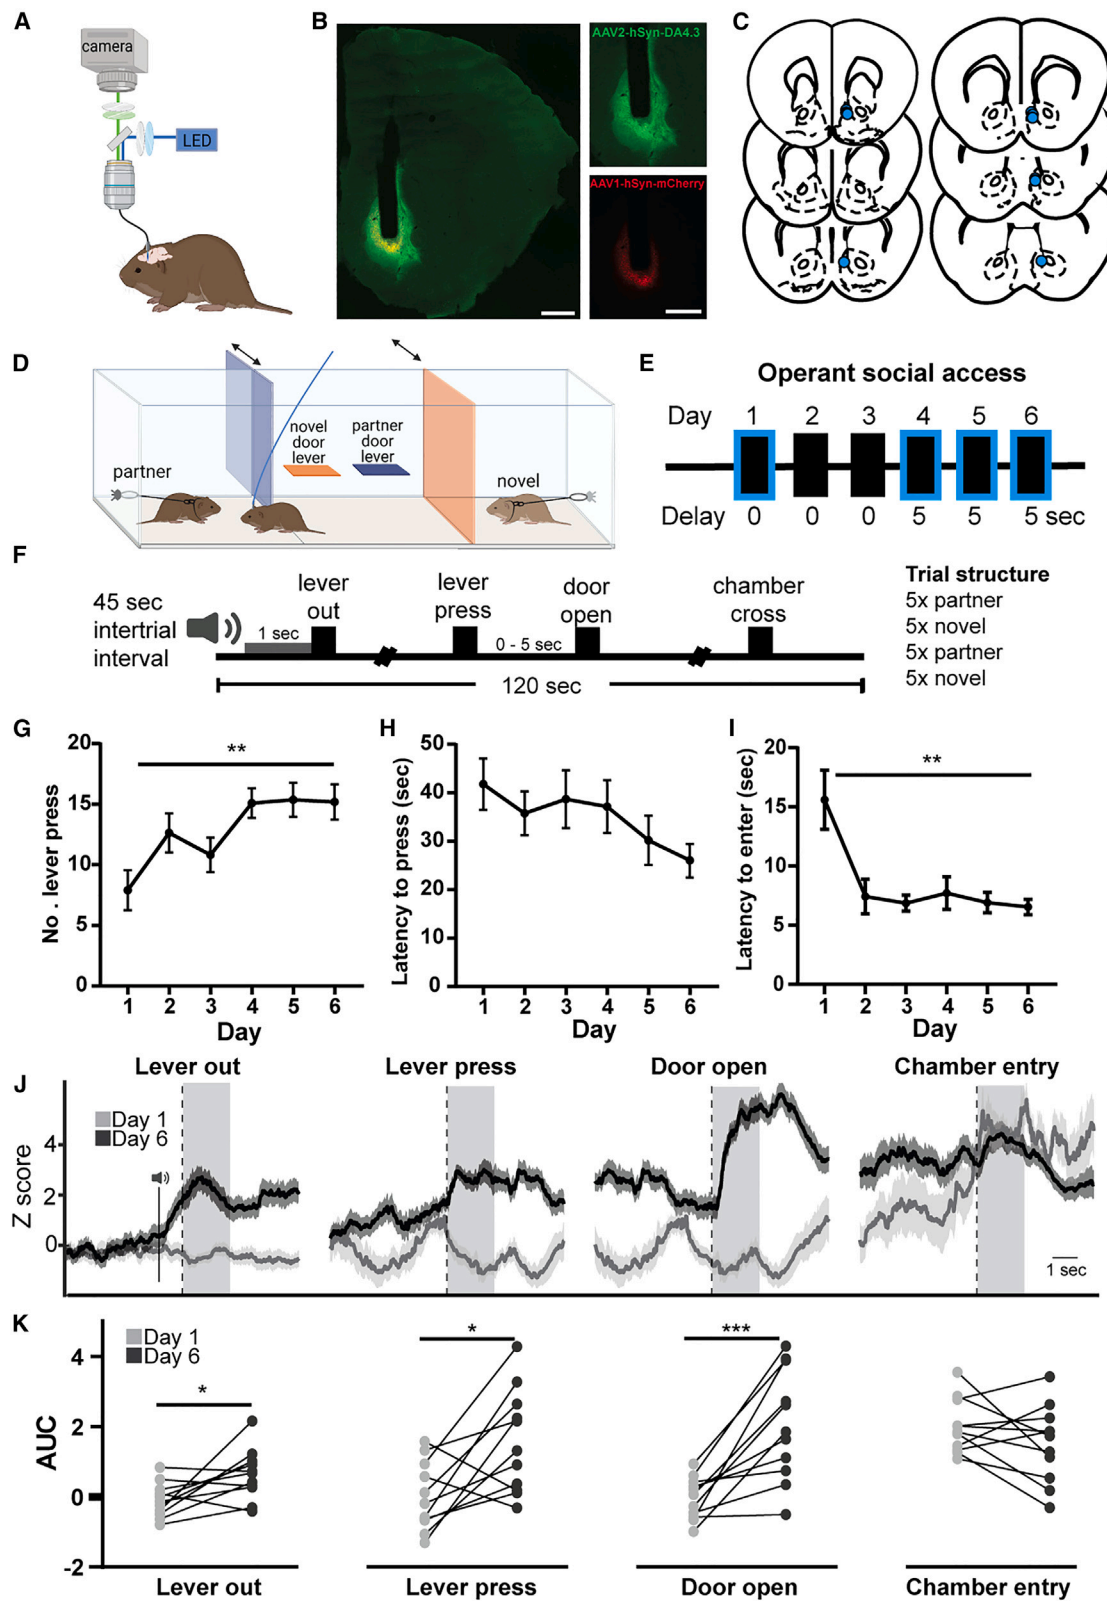 A
camera
LED
B
AAV2-hSyn-DA4.3
AAV1-hSyn-mCherry
C
D
novel
door
lever
partner
door
lever
partner
novel
E
Operant social access
Day 1 2 3 4 5 6
Delay 0 0 0 5 5 5 sec
F
45 sec
intertrial
interval
1 sec
lever
out
lever
press
0 - 5 sec
door
open
chamber
cross
120 sec
Trial structure
5x partner
5x novel
5x partner
5x novel
G
No . lever press
20
15
10
5
0
**
1 2 3 4 5 6
Day
H
Latency to press (sec)
50
40
30
20
10
0
1 2 3 4 5 6
Day
I
Latency to enter (sec)
20
15
10
5
0
**
1 2 3 4 5 6
Day
J
Lever out
Lever press
Door open
Chamber entry
Day 1
Day 6
Z score
4
2
0
1 sec
K
Day 1
Day 6
AUC
4
2
0
-2
*
*
***
Lever out
Lever press
Door open
Chamber entry